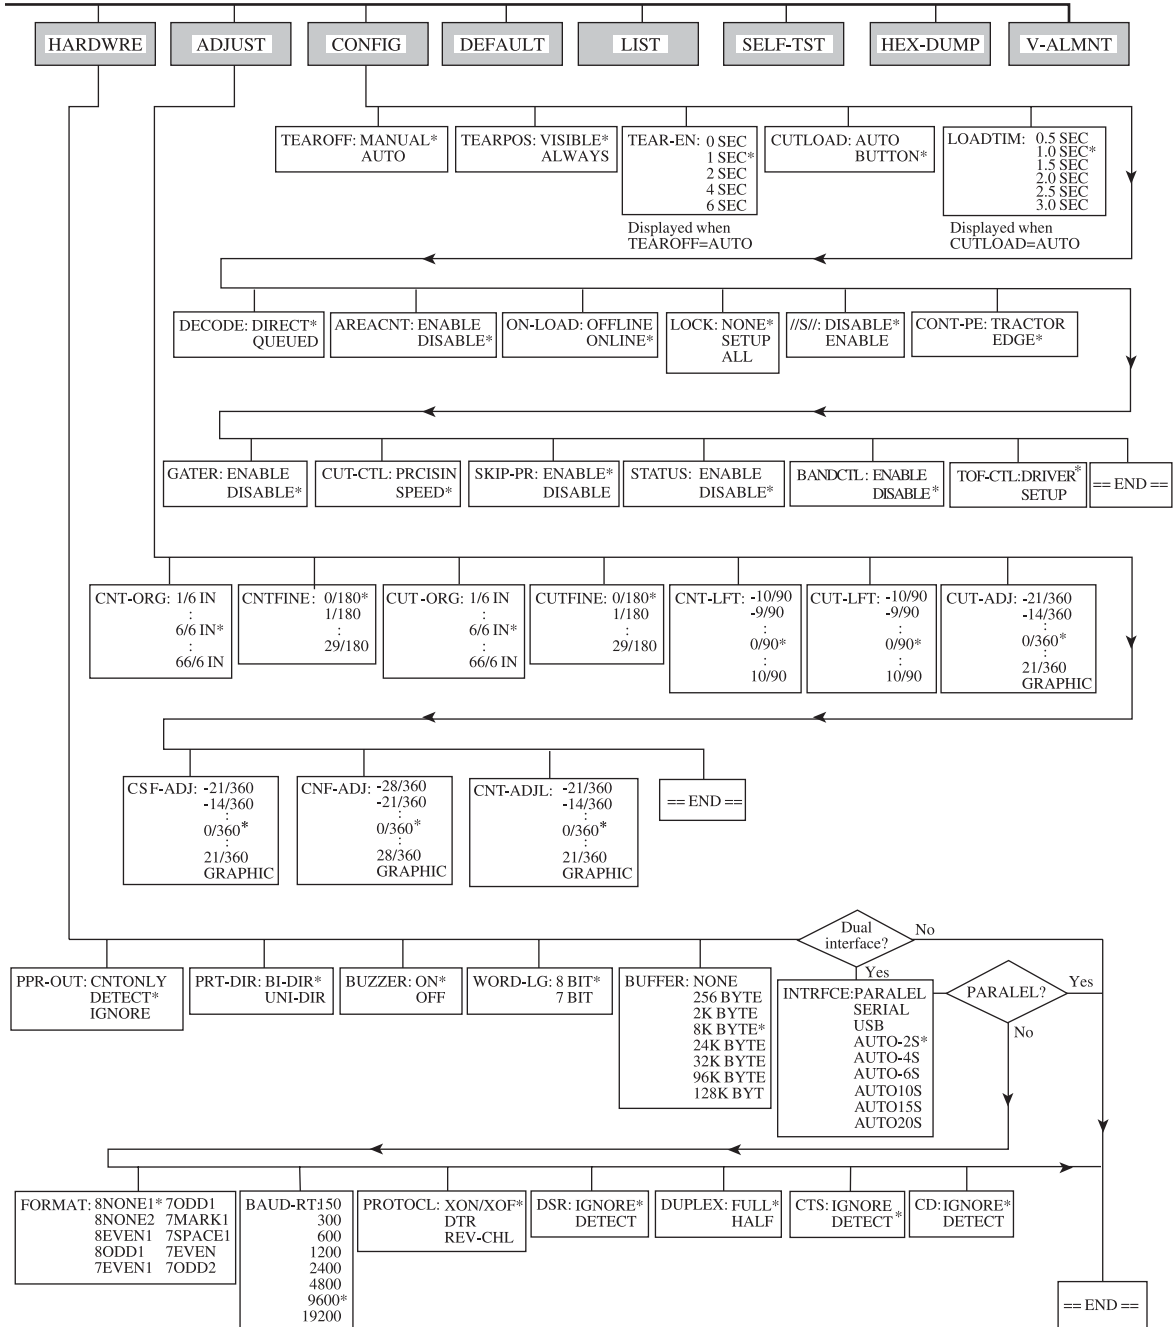 HARDWRE ADJUST CONFIG DEFAULT LIST SELF-TST HEX-DUMP V-ALMNT
TEAROFF: MANUAL*
AUTO
TEARPOS: VISIBLE*
ALWAYS
TEAR-EN: 0 SEC
1 SEC*
2 SEC
4 SEC
6 SEC
Displayed when
TEAROFF=AUTO
CUTLOAD: AUTO
BUTTON*
LOADTIM: 0.5 SEC
1.0 SEC*
1.5 SEC
2.0 SEC
2.5 SEC
3.0 SEC
Displayed when
CUTLOAD=AUTO
DECODE: DIRECT*
QUEUED
AREACNT: ENABLE
DISABLE*
ON-LOAD: OFFLINE
ONLINE*
LOCK: NONE*
SETUP
ALL
//S//: DISABLE*
ENABLE
CONT-PE: TRACTOR
EDGE*
GATER: ENABLE
DISABLE*
CUT-CTL: PRCISIN
SPEED*
SKIP-PR: ENABLE*
DISABLE
STATUS: ENABLE
DISABLE*
BANDCTL: ENABLE
DISABLE*
TOF-CTL:DRIVER*
SETUP
== END ==
CNT-ORG: 1/6 IN
:
6/6 IN*
:
66/6 IN
CNTFINE: 0/180*
1/180
:
29/180
CUT-ORG: 1/6 IN
:
6/6 IN*
:
66/6 IN
CUTFINE: 0/180*
1/180
:
29/180
CNT-LFT: -10/90
-9/90
:
0/90*
:
10/90
CUT-LFT: -10/90
-9/90
:
0/90*
:
10/90
CUT-ADJ: -21/360
-14/360
:
0/360*
:
21/360
GRAPHIC
CSF-ADJ: -21/360
-14/360
:
0/360*
:
21/360
GRAPHIC
CNF-ADJ: -28/360
-21/360
:
0/360*
:
28/360
GRAPHIC
CNT-ADJL: -21/360
-14/360
:
0/360*
:
21/360
GRAPHIC
== END ==
PPR-OUT: CNTONLY
DETECT*
IGNORE
PRT-DIR: BI-DIR*
UNI-DIR
BUZZER: ON*
OFF
WORD-LG: 8 BIT*
7 BIT
BUFFER: NONE
256 BYTE
2K BYTE
8K BYTE*
24K BYTE
32K BYTE
96K BYTE
128K BYT
Dual
interface?
No
Yes
INTRFCE:PARALEL
SERIAL
USB
AUTO-2S*
AUTO-4S
AUTO-6S
AUTO10S
AUTO15S
AUTO20S
PARALEL?
Yes
No
FORMAT: 8NONE1* 7ODD1
8NONE2 7MARK1
8EVEN1 7SPACE1
8ODD1 7EVEN
7EVEN1 7ODD2
BAUD-RT:150
300
600
1200
2400
4800
9600*
19200
PROTOCL: XON/XOF*
DTR
REV-CHL
DSR: IGNORE*
DETECT
DUPLEX: FULL*
HALF
CTS: IGNORE
DETECT*
CD: IGNORE*
DETECT
== END ==